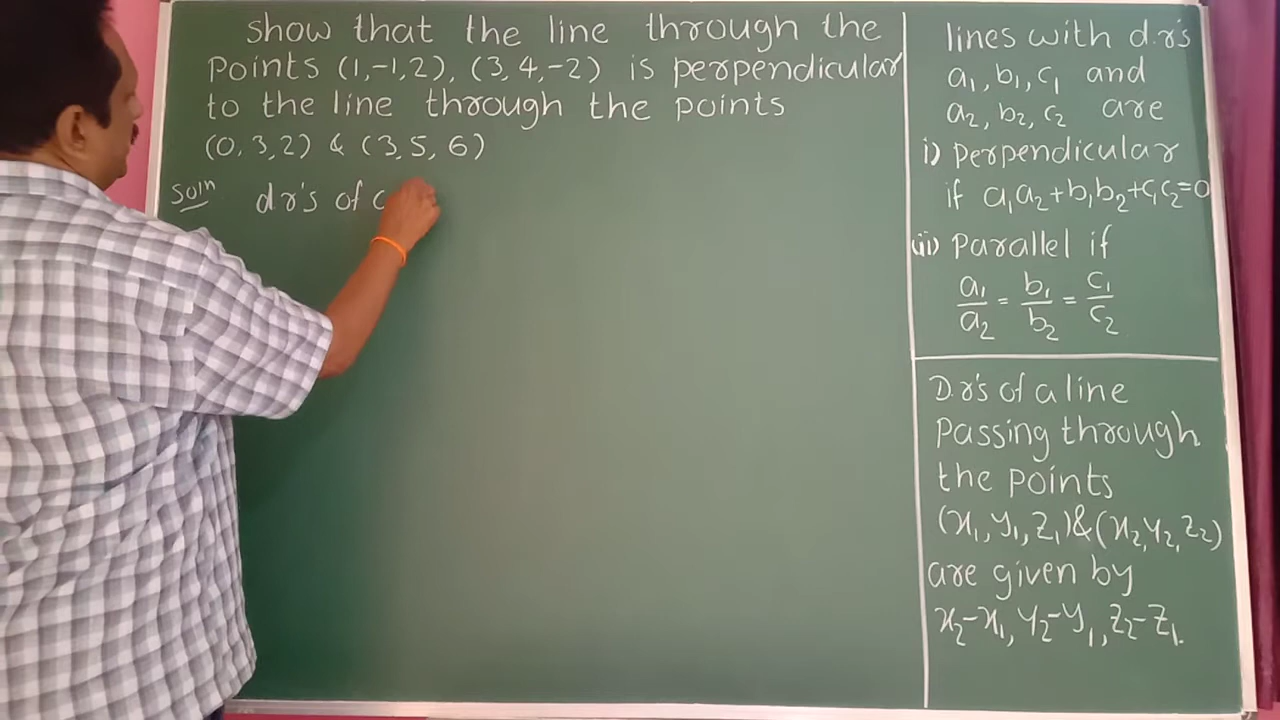 show that the line through the
points (1,-1,2), (3,4,-2) is perpendicular
to the line through the points
(0,3,2) & (3,5,6)
Soln
dr's of
lines with d.r's
a₁, b₁, c₁ and
a₂, b₂, c₂ are
i) perpendicular
if a₁a₂+b₁b₂+c₁c₂=0
ii) parallel if
a₁/a₂ = b₁/b₂ = c₁/c₂
D.r's of a line
passing through
the points
(x₁, y₁, z₁)&(x₂, y₂, z₂)
are given by
x₂-x₁, y₂-y₁, z₂-z₁.